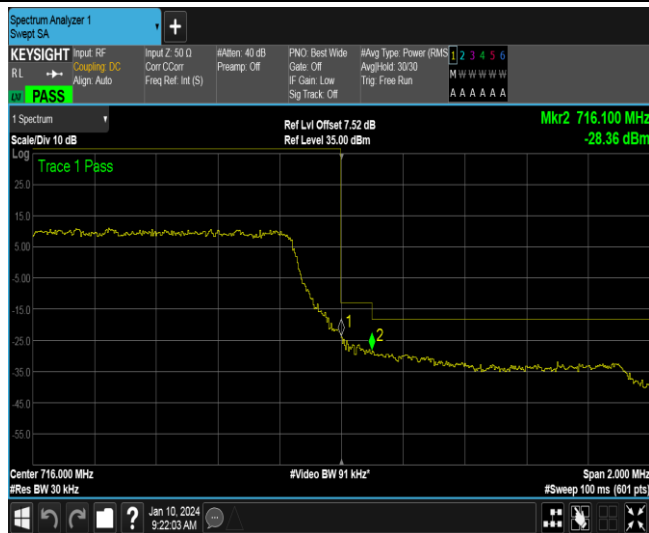 Spectrum Analyzer 1
Swept SA
+
KEYSIGHT
RL
LXI
PASS
Input: RF
Coupling: DC
Align: Auto
Input Z: 50 Ω
Corr CCorr
Freq Ref: Int (S)
#Atten: 40 dB
Preamp: Off
PNO: Best Wide
Gate: Off
IF Gain: Low
Sig Track: Off
#Avg Type: Power (RMS
Avg|Hold: 30/30
Trig: Free Run
1 2 3 4 5 6
M W W W W W
A A A A A A
1 Spectrum
Scale/Div 10 dB
Ref Lvl Offset 7.52 dB
Ref Level 35.00 dBm
Mkr2 716.100 MHz
-28.36 dBm
Log
Trace 1 Pass
25.0
15.0
5.00
-5.00
-15.0
-25.0
-35.0
-45.0
-55.0
1
2
Center 716.000 MHz
#Res BW 30 kHz
#Video BW 91 kHz*
Span 2.000 MHz
#Sweep 100 ms (601 pts)
?
Jan 10, 2024
9:22:03 AM